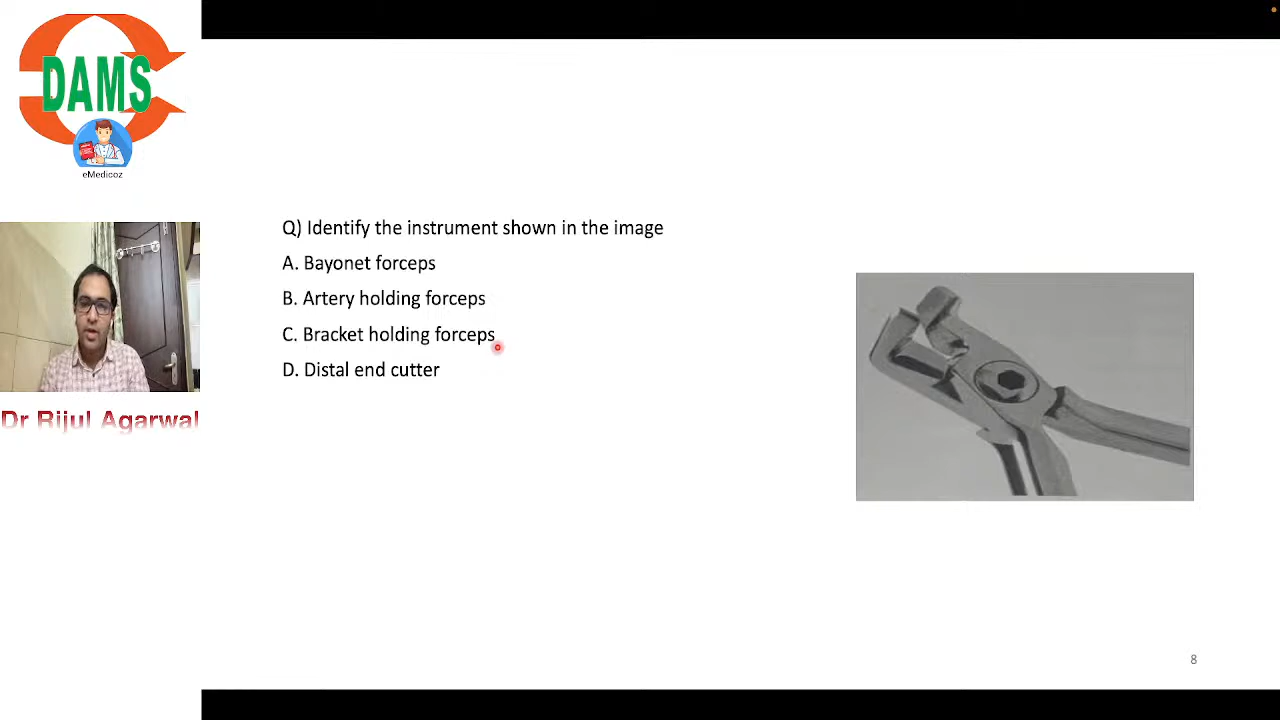 DAMS
eMedicoz
Dr Rijul Agarwal
Q) Identify the instrument shown in the image
A. Bayonet forceps
B. Artery holding forceps
C. Bracket holding forceps
D. Distal end cutter
8